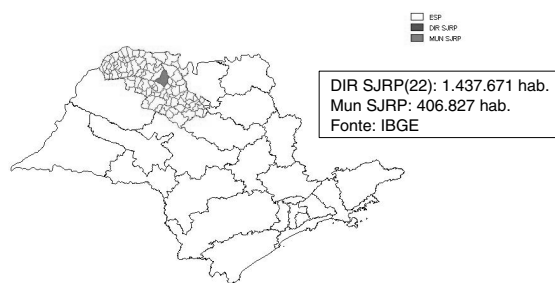 ESP
DIR SJRP
MUN SJRP
DIR SJRP(22): 1.437.671 hab.
Mun SJRP: 406.827 hab.
Fonte: IBGE